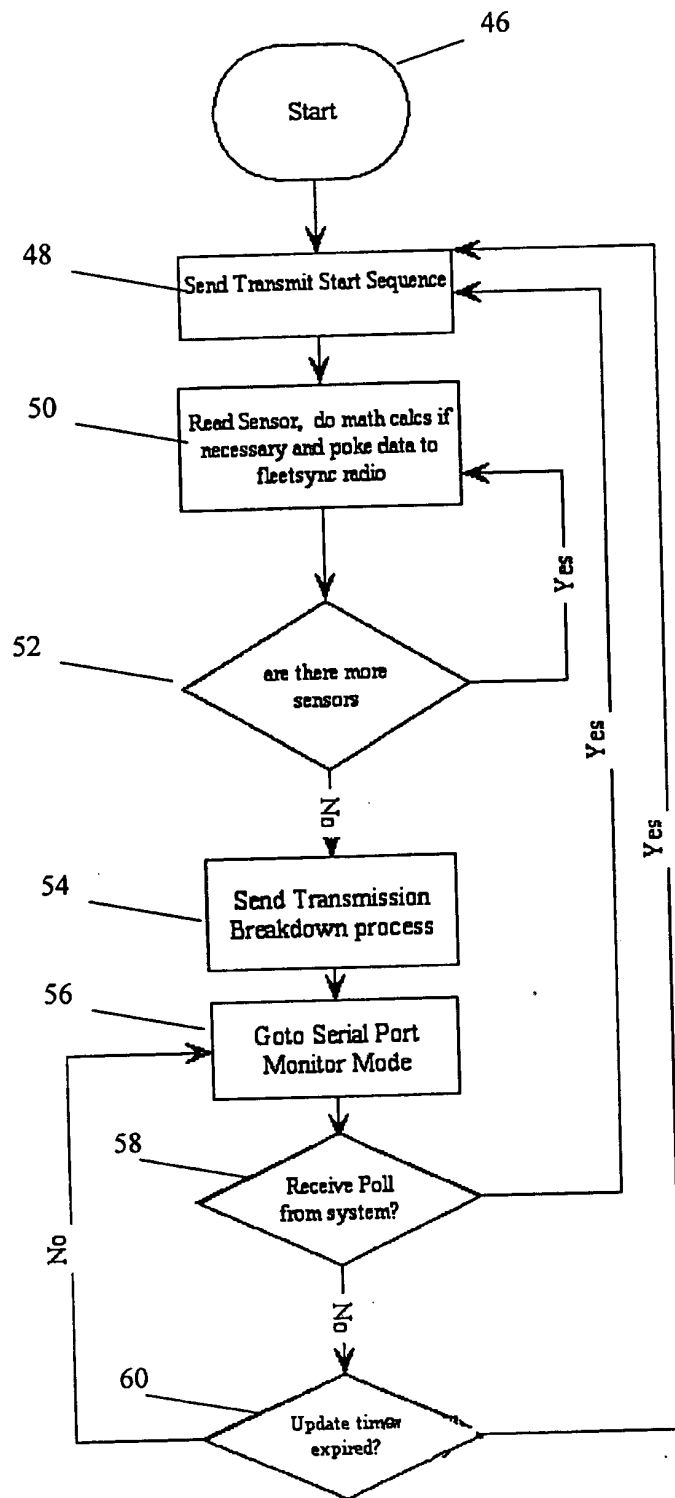 46
Start
48
Send Transmit Start Sequence
50
Read Sensor, do math calcs if
necessary and poke data to
fleetsync radio
Yes
52
are there more
sensors
Yes
Yes
No
54
Send Transmission
Breakdown process
56
Goto Serial Port
Monitor Mode
58
Receive Poll
from system?
No
No
60
Update timer
expired?